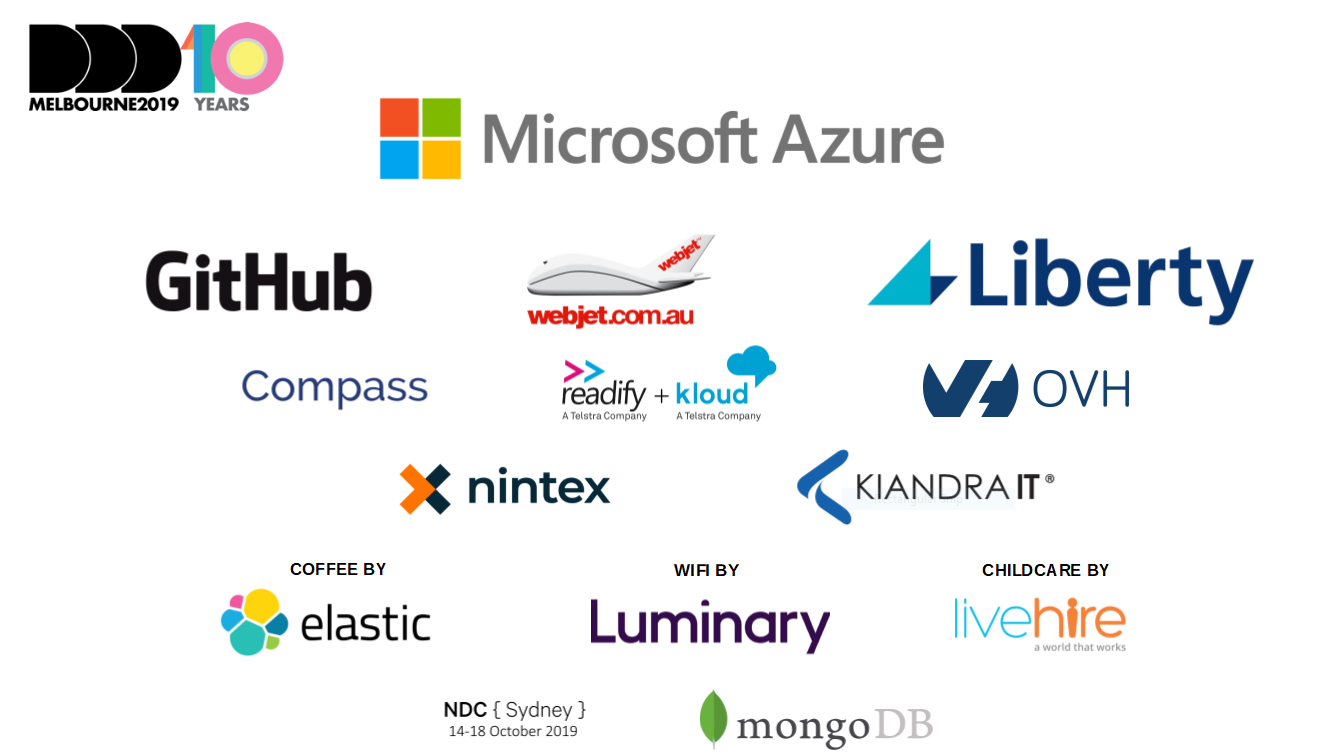 DDD10
MELBOURNE2019 YEARS
Microsoft Azure
GitHub
webjet
webjet.com.au
Liberty
Compass
readify + kloud
A Telstra Company A Telstra Company
OVH
nintex
KIANDRA IT®
COFFEE BY
WIFI BY
CHILDCARE BY
elastic
Luminary
livehire
a world that works
NDC { Sydney }
14-18 October 2019
mongoDB